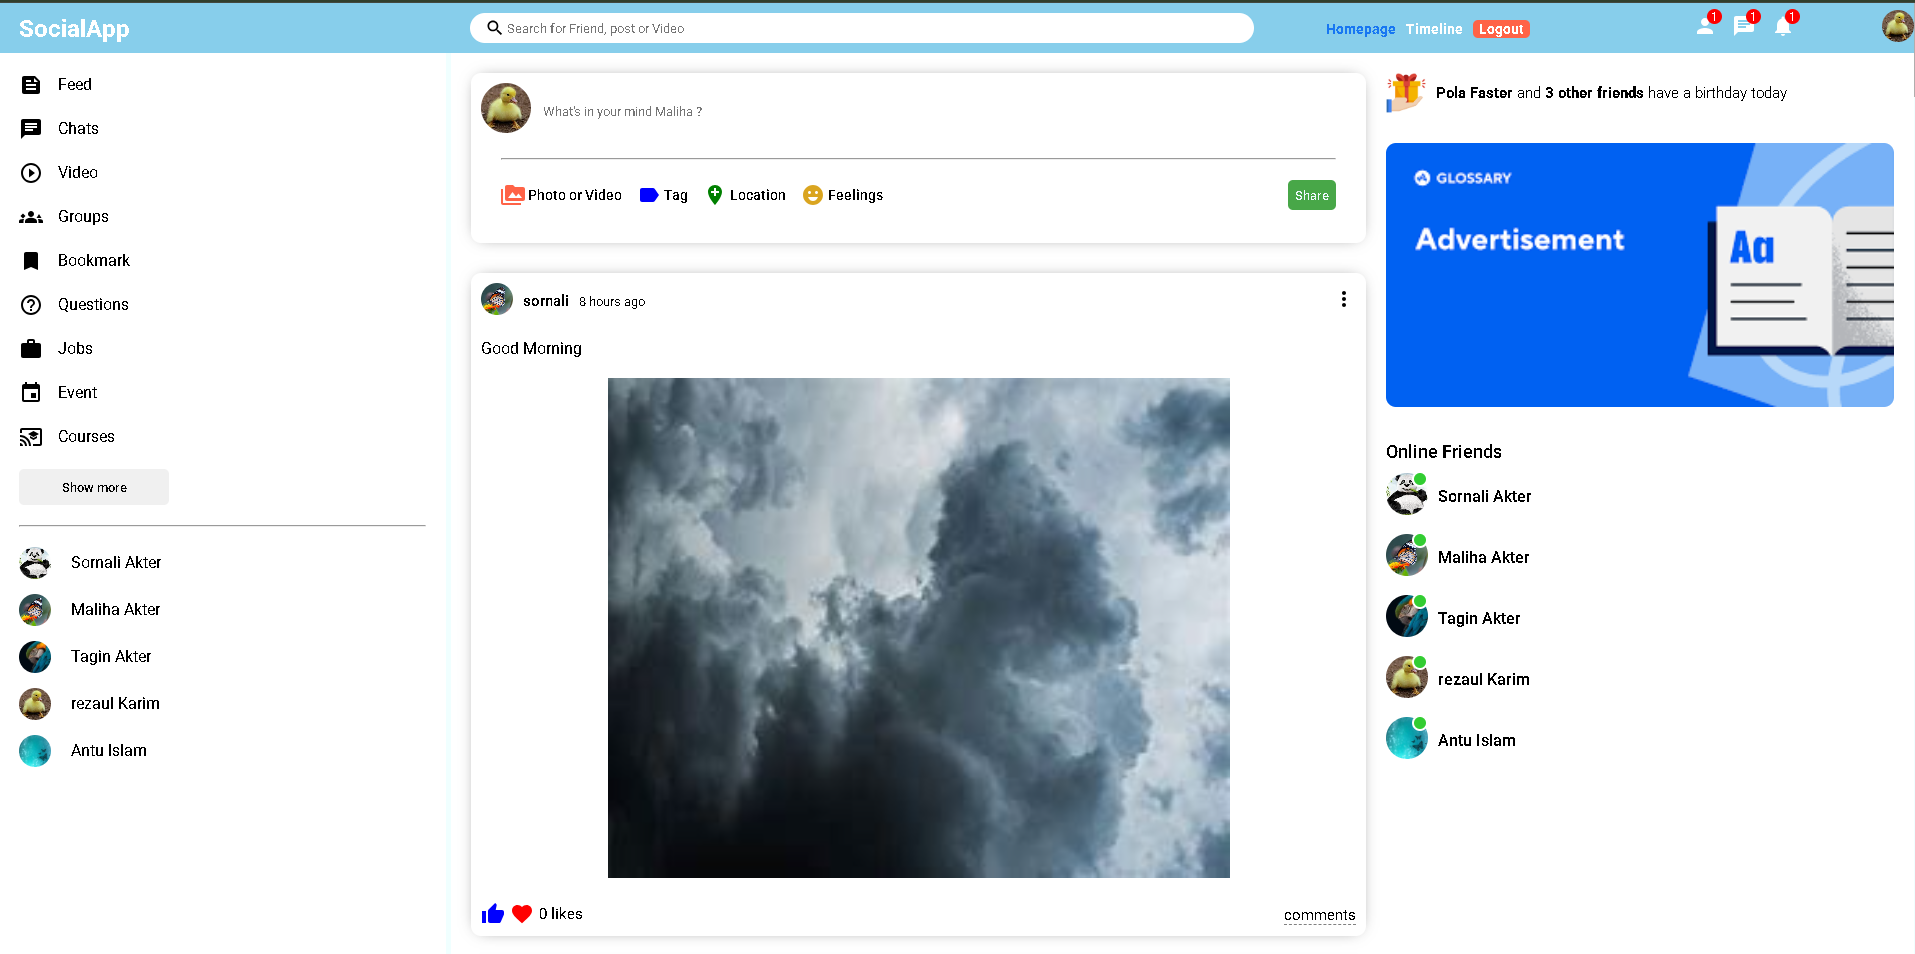 SocialApp
Search for Friend, post or Video
Homepage Timeline Logout
1 1 1
Feed
Chats
Video
Groups
Bookmark
Questions
Jobs
Event
Courses
Show more
Sornali Akter
Maliha Akter
Tagin Akter
rezaul Karim
Antu Islam
What's in your mind Maliha ?
Photo or Video Tag Location Feelings Share
sornali 8 hours ago
Good Morning
0 likes comments
Pola Faster and 3 other friends have a birthday today
GLOSSARY
Advertisement
Aa
Online Friends
Sornali Akter
Maliha Akter
Tagin Akter
rezaul Karim
Antu Islam